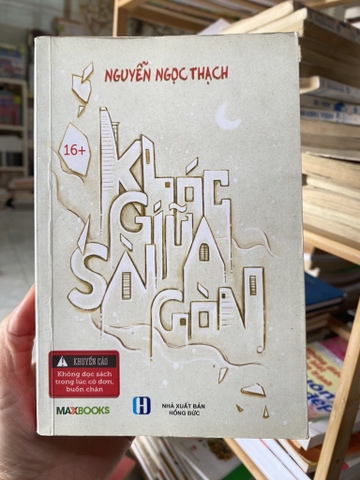 NGUYỄN NGỌC THẠCH
16+
KHÓC
GIỮA
SÀI
GÒN
KHUYẾN CÁO
Không đọc sách
trong lúc cô đơn,
buồn chán
MAXBOOKS
NHÀ XUẤT BẢN
HỒNG ĐỨC